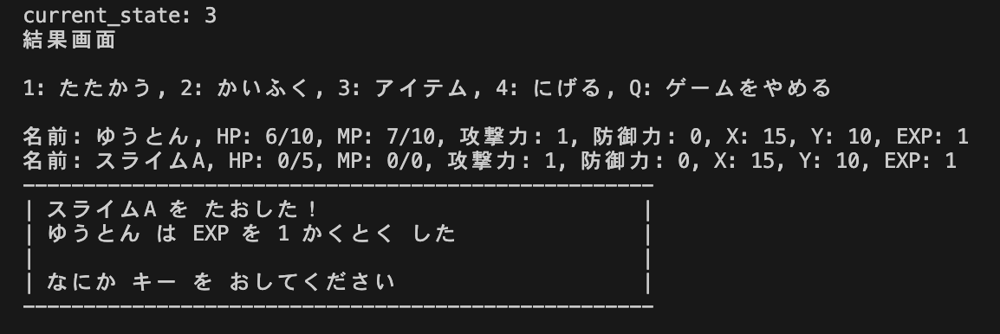 current_state: 3
結果画面
1: たたかう, 2: かいふく, 3: アイテム, 4: にげる, Q: ゲームをやめる
名前: ゆうとん, HP: 6/10, MP: 7/10, 攻撃力: 1, 防御力: 0, X: 15, Y: 10, EXP: 1
名前: スライムA, HP: 0/5, MP: 0/0, 攻撃力: 1, 防御力: 0, X: 15, Y: 10, EXP: 1
スライムA を たおした！
ゆうとん は EXP を 1 かくとく した
なにか キー を おしてください